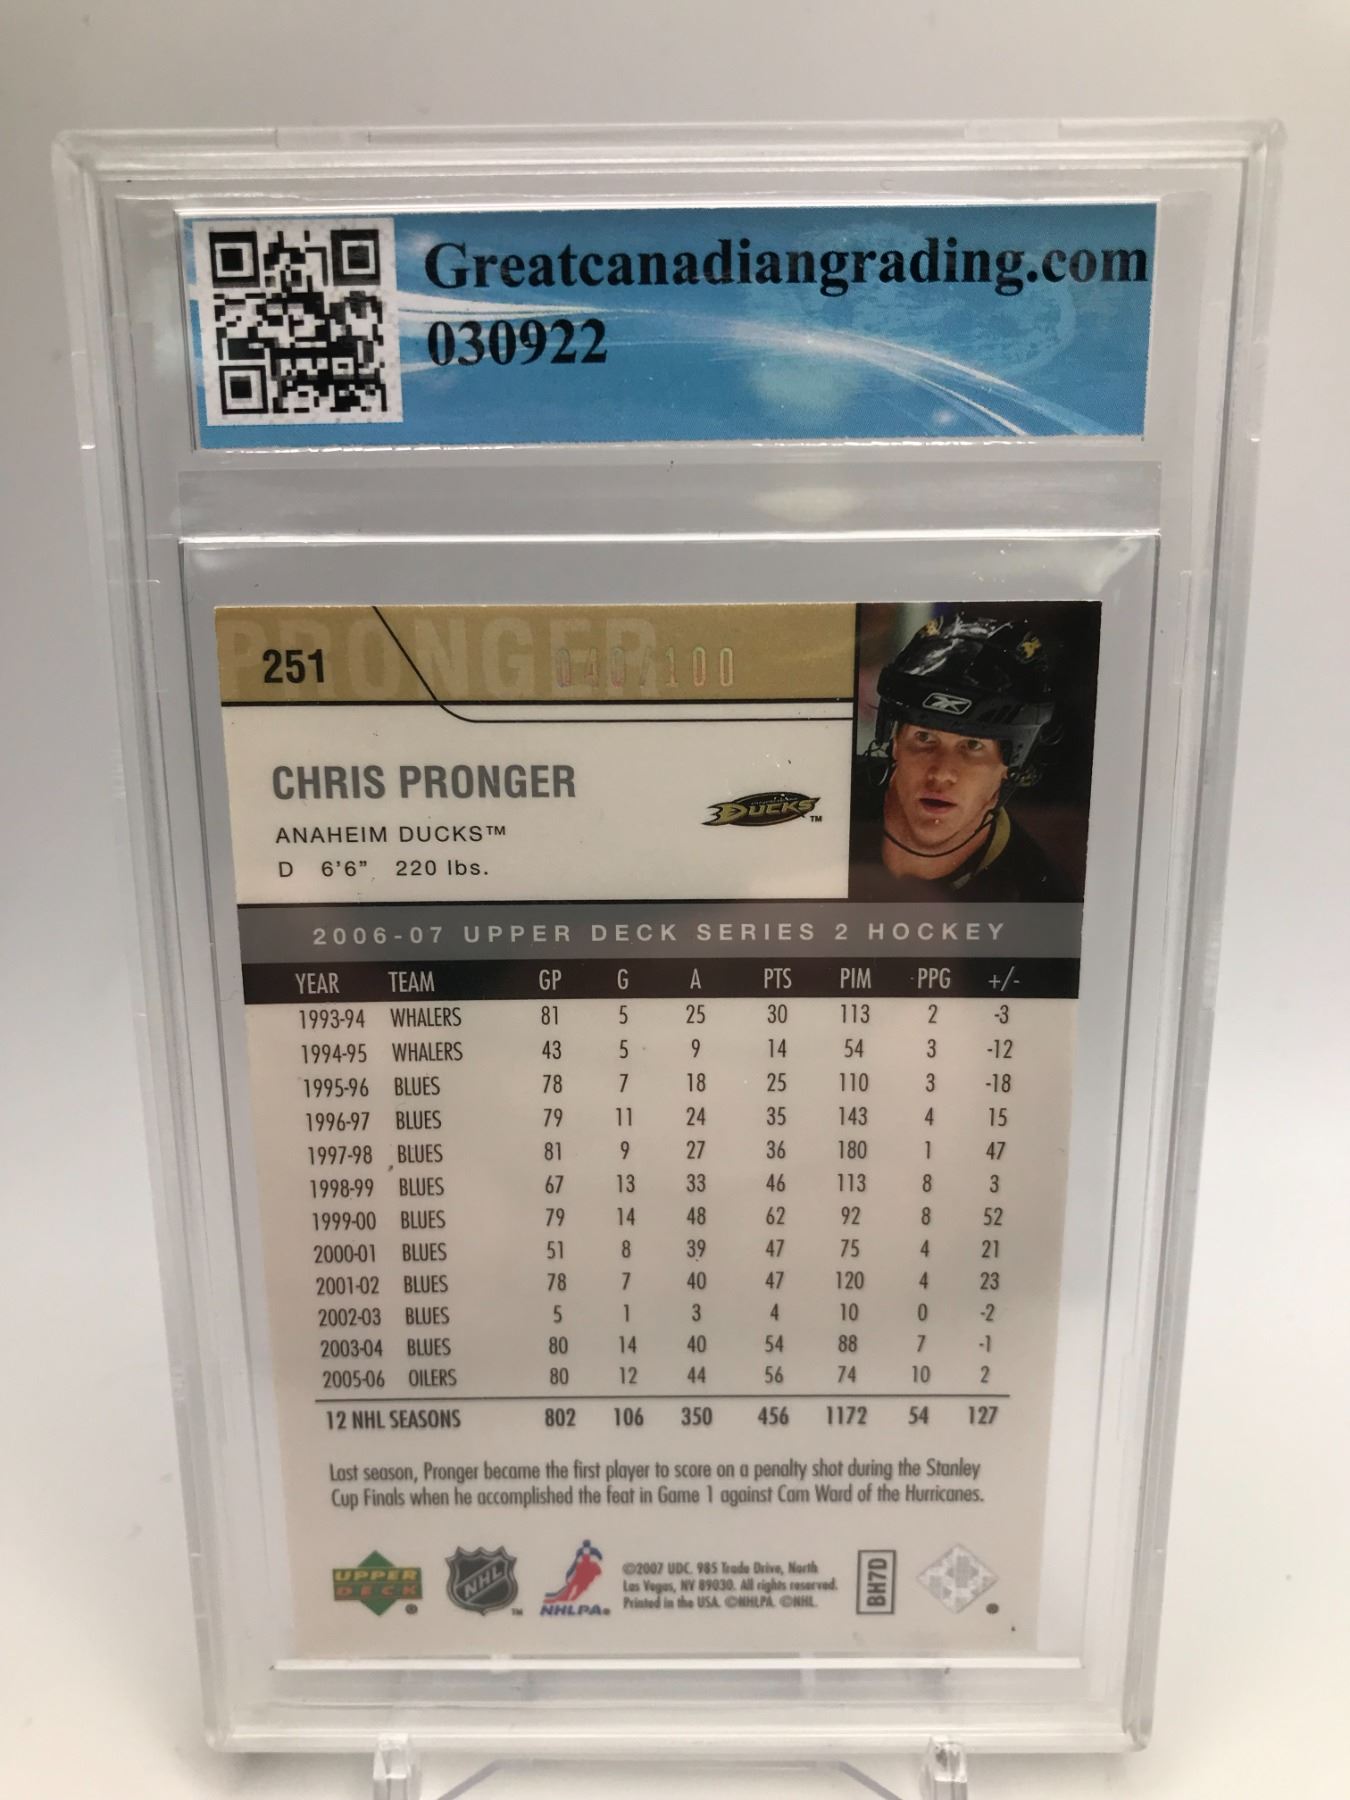 Greatcanadiangrading.com
030922
PRONGER
251
040/100
CHRIS PRONGER
DUCKS™
ANAHEIM DUCKS™
D 6'6" 220 lbs.
2006-07 UPPER DECK SERIES 2 HOCKEY
YEAR TEAM GP G A PTS PIM PPG +/-
1993-94 WHALERS 81 5 25 30 113 2 -3
1994-95 WHALERS 43 5 9 14 54 3 -12
1995-96 BLUES 78 7 18 25 110 3 -18
1996-97 BLUES 79 11 24 35 143 4 15
1997-98 BLUES 81 9 27 36 180 1 47
1998-99 BLUES 67 13 33 46 113 8 3
1999-00 BLUES 79 14 48 62 92 8 52
2000-01 BLUES 51 8 39 47 75 4 21
2001-02 BLUES 78 7 40 47 120 4 23
2002-03 BLUES 5 1 3 4 10 0 -2
2003-04 BLUES 80 14 40 54 88 7 -1
2005-06 OILERS 80 12 44 56 74 10 2
12 NHL SEASONS 802 106 350 456 1172 54 127
Last season, Pronger became the first player to score on a penalty shot during the Stanley
Cup Finals when he accomplished the feat in Game 1 against Cam Ward of the Hurricanes.
UPPER
DECK®
NHL™
NHLPA®
©2007 UDC. 985 Trade Drive, North
Las Vegas, NV 89030. All rights reserved.
Printed in the USA. ©NHLPA. ©NHL.
BH7D